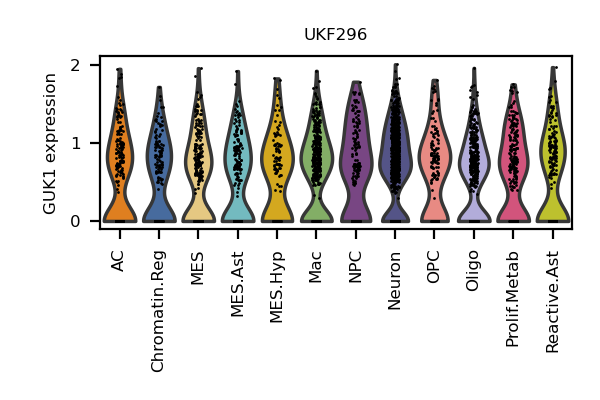 UKF296
GUK1 expression
2
1
0
AC
Chromatin.Reg
MES
MES.Ast
MES.Hyp
Mac
NPC
Neuron
OPC
Oligo
Prolif.Metab
Reactive.Ast